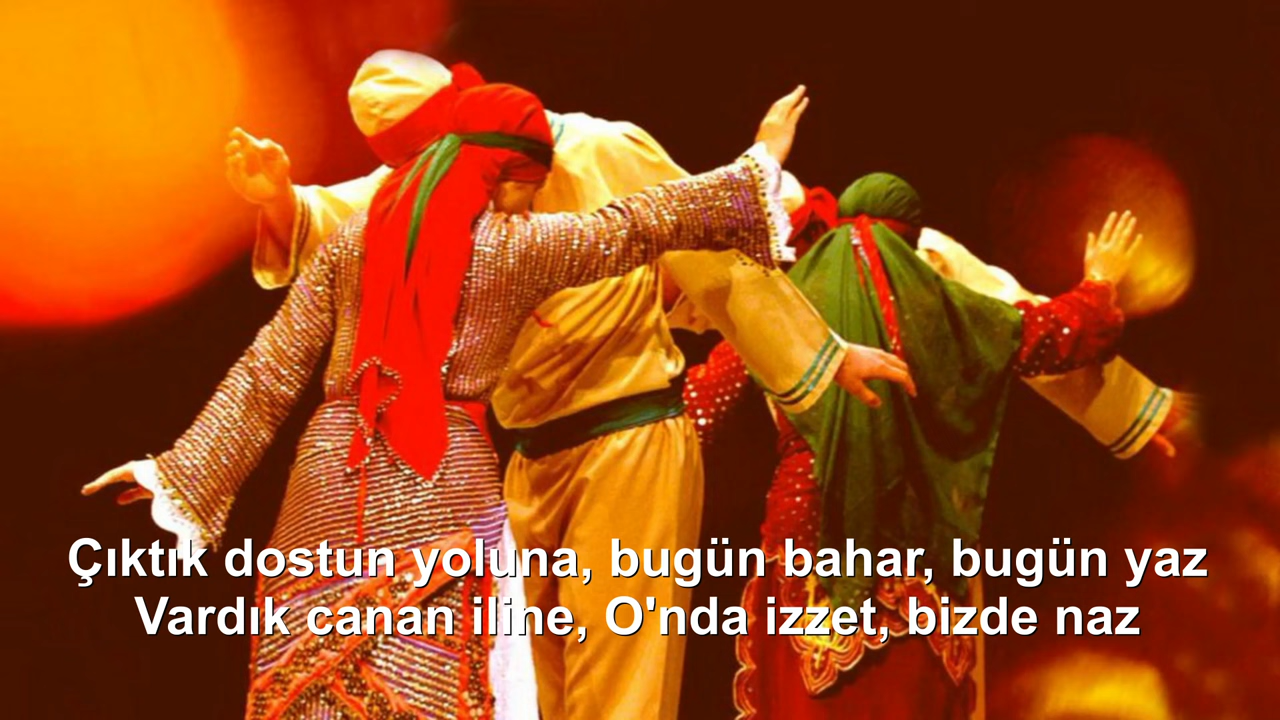 Çıktık dostun yoluna, bugün bahar, bugün yaz
Vardık canan iline, O'nda izzet, bizde naz